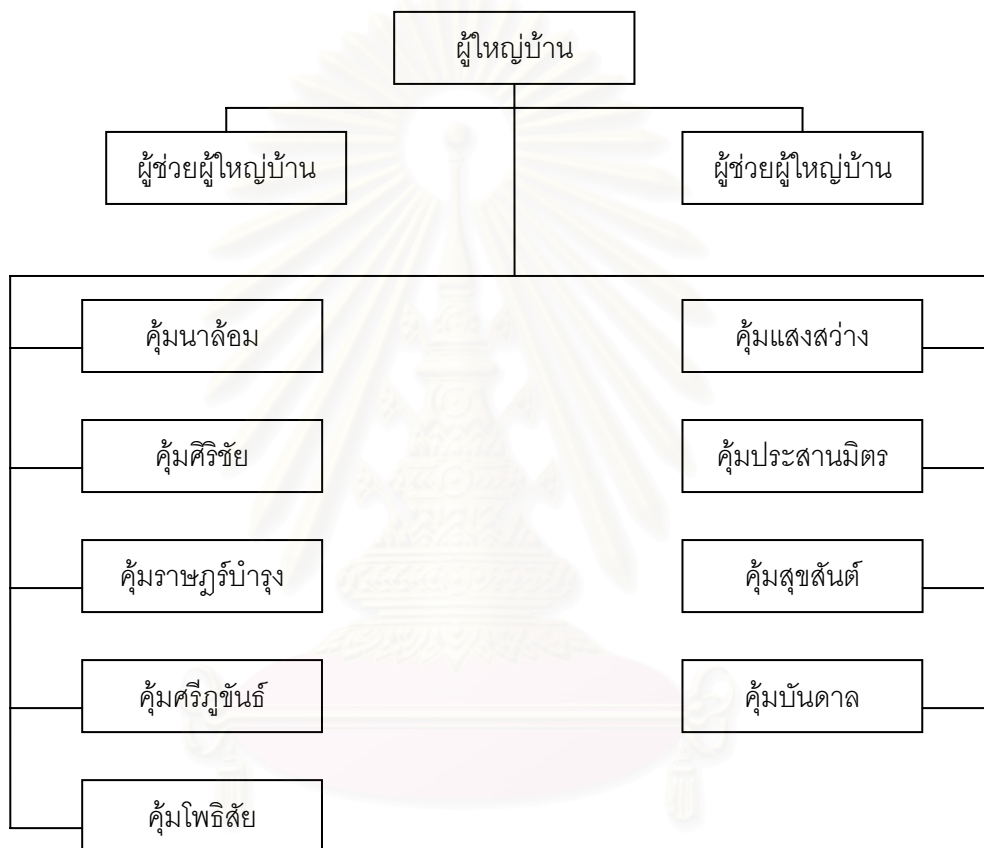 ผู้ใหญ่บ้าน
ผู้ช่วยผู้ใหญ่บ้าน
ผู้ช่วยผู้ใหญ่บ้าน
คุ้มนาล้อม
คุ้มแสงสว่าง
คุ้มศิริชัย
คุ้มประสานมิตร
คุ้มราษฎร์บำรุง
คุ้มสุขสันต์
คุ้มศรีภูขันธ์
คุ้มบันดาล
คุ้มโพธิสัย